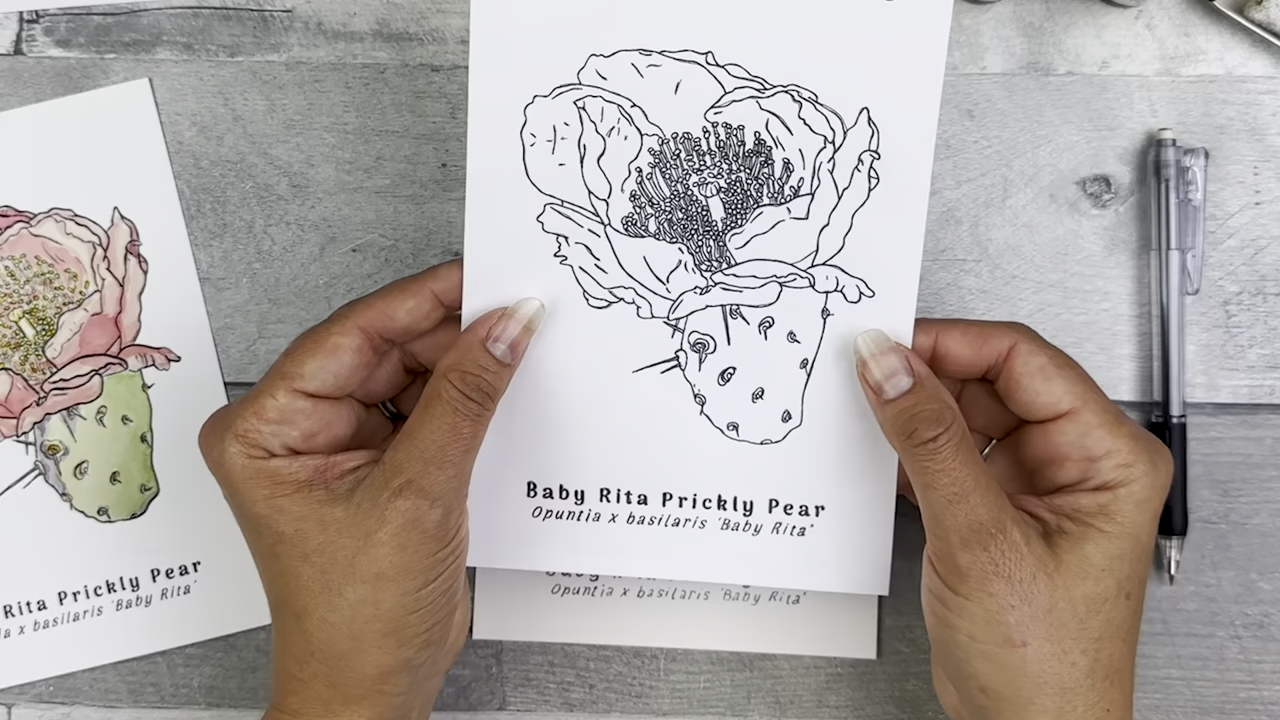 Baby Rita Prickly Pear
Opuntia x basilaris 'Baby Rita'
Opuntia x basilaris 'Baby Rita'
Rita Prickly Pear
x basilaris 'Baby Rita'